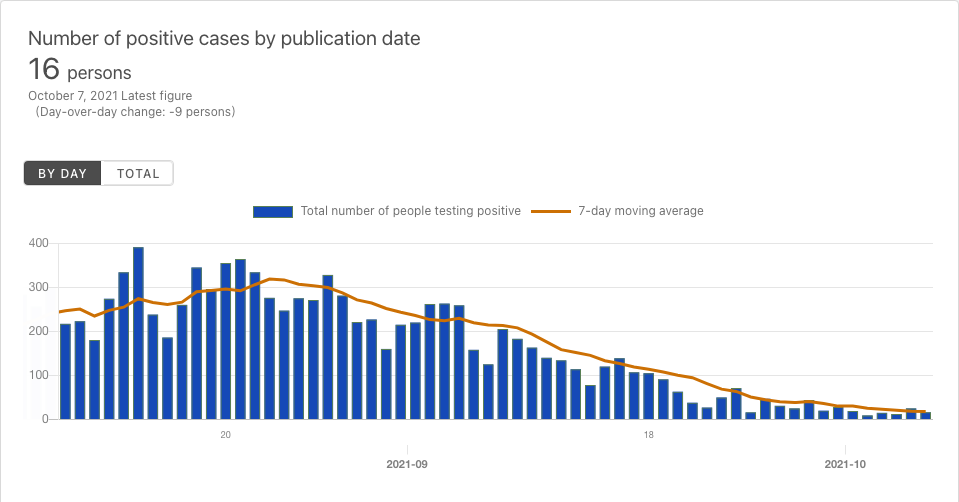 Number of positive cases by publication date
16 persons
October 7, 2021 Latest figure
(Day-over-day change: -9 persons)
BY DAY TOTAL
Total number of people testing positive 7-day moving average
400
300
200
100
0
20 18
2021-09 2021-10